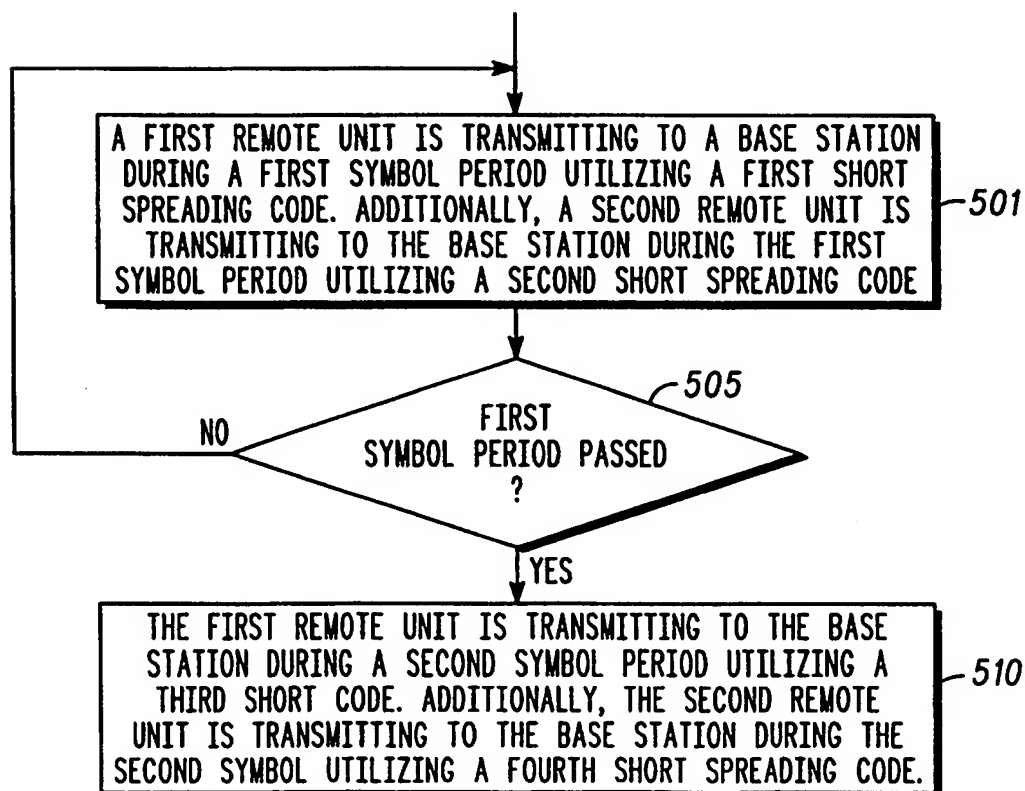 A FIRST REMOTE UNIT IS TRANSMITTING TO A BASE STATION
DURING A FIRST SYMBOL PERIOD UTILIZING A FIRST SHORT
SPREADING CODE. ADDITIONALLY, A SECOND REMOTE UNIT IS
TRANSMITTING TO THE BASE STATION DURING THE FIRST
SYMBOL PERIOD UTILIZING A SECOND SHORT SPREADING CODE
501
505
FIRST
SYMBOL PERIOD PASSED
?
NO
YES
THE FIRST REMOTE UNIT IS TRANSMITTING TO THE BASE
STATION DURING A SECOND SYMBOL PERIOD UTILIZING A
THIRD SHORT CODE. ADDITIONALLY, THE SECOND REMOTE
UNIT IS TRANSMITTING TO THE BASE STATION DURING THE
SECOND SYMBOL UTILIZING A FOURTH SHORT SPREADING CODE.
510